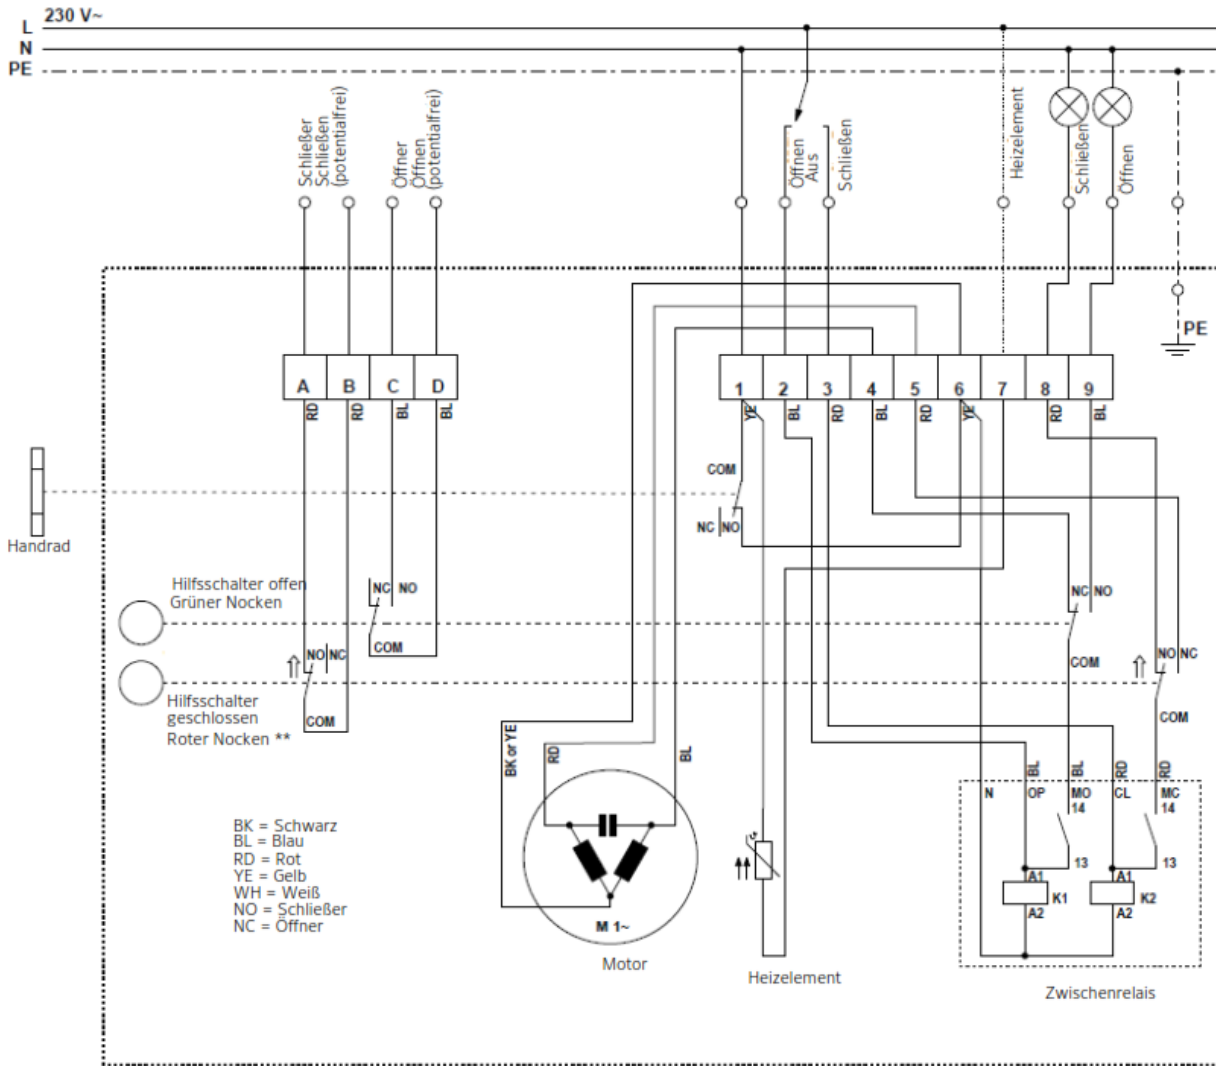 230 V~
L
N
PE
Schließer
Schließen
(potentialfrei)
Öffner
Öffnen
(potentialfrei)
Öffnen
Aus
Schließen
Heizelement
Schließen
Öffnen
PE
A
B
C
D
1
2
3
4
5
6
7
8
9
RD
RD
BL
BL
YE
BL
RD
BL
RD
YE
RD
BL
COM
NC
NO
Handrad
Hilfsschalter offen
Grüner Nocken
NC
NO
COM
NC
NO
COM
NO
NC
COM
Hilfsschalter
geschlossen
Roter Nocken **
NO
NC
COM
BK or YE
RD
BL
BL
BL
RD
RD
N
OP
MO
CL
MC
14
14
13
13
A1
K1
A2
A1
K2
A2
BK = Schwarz
BL = Blau
RD = Rot
YE = Gelb
WH = Weiß
NO = Schließer
NC = Öffner
M 1~
Motor
Heizelement
Zwischenrelais